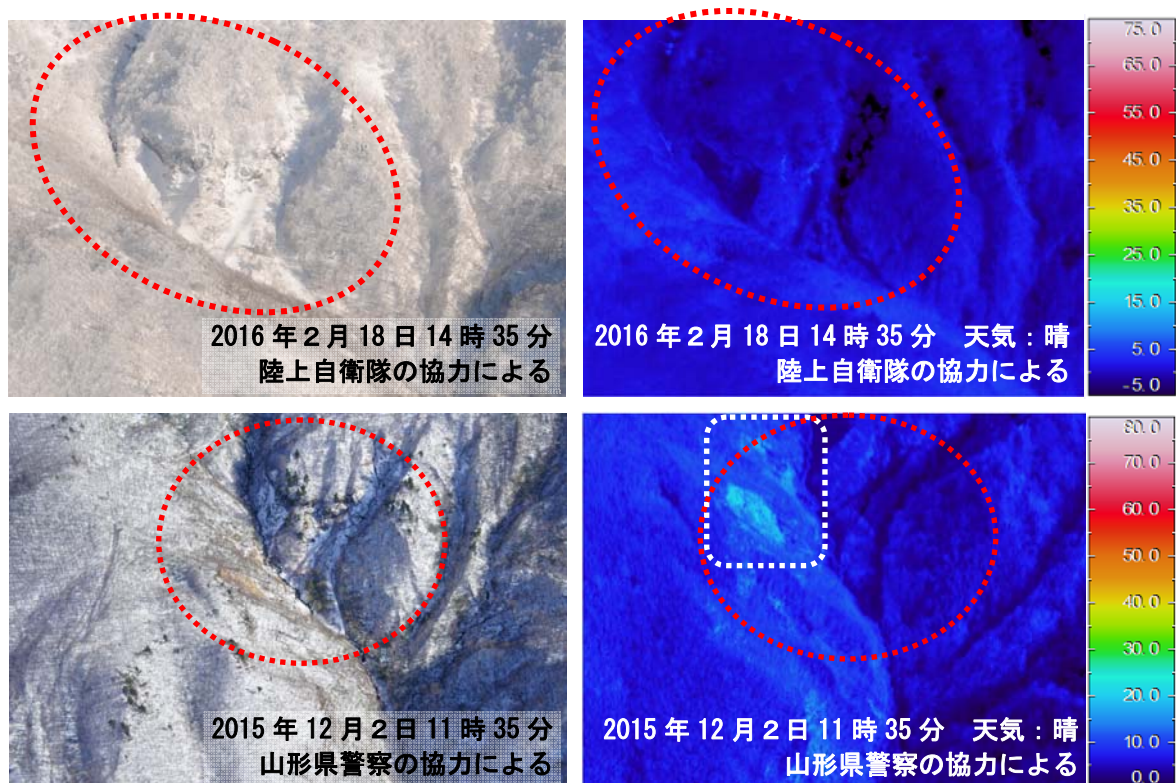 2016年２月18日14時35分
陸上自衛隊の協力による
2016年２月18日14時35分　天気：晴
陸上自衛隊の協力による
75.0
65.0
55.0
45.0
35.0
25.0
15.0
5.0
-5.0
2015年12月２日11時35分
山形県警察の協力による
2015年12月２日11時35分　天気：晴
山形県警察の協力による
80.0
70.0
60.0
50.0
40.0
30.0
20.0
10.0
0.0